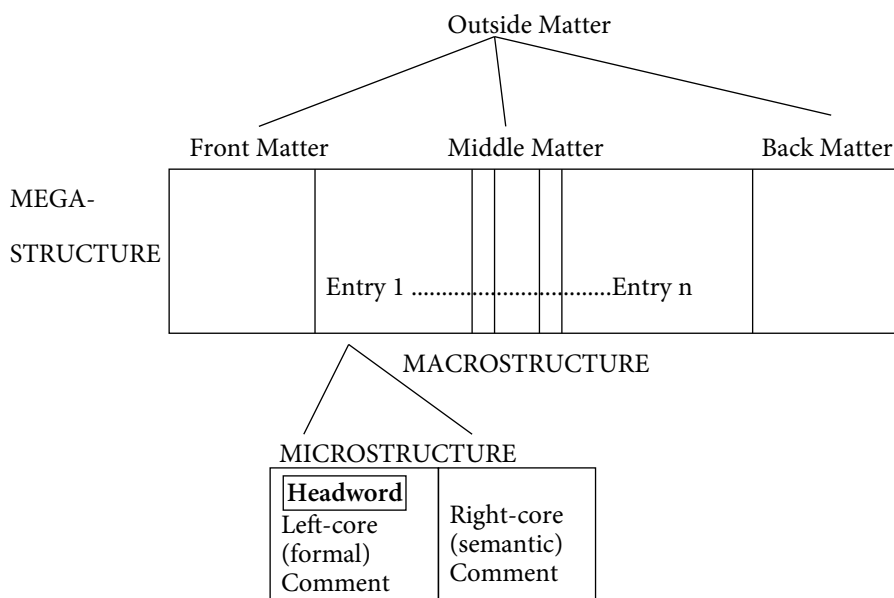 Outside Matter
Front Matter
Middle Matter
Back Matter
MEGA-
STRUCTURE
Entry 1 .................................Entry n
MACROSTRUCTURE
MICROSTRUCTURE
Headword
Left-core
(formal)
Comment
Right-core
(semantic)
Comment